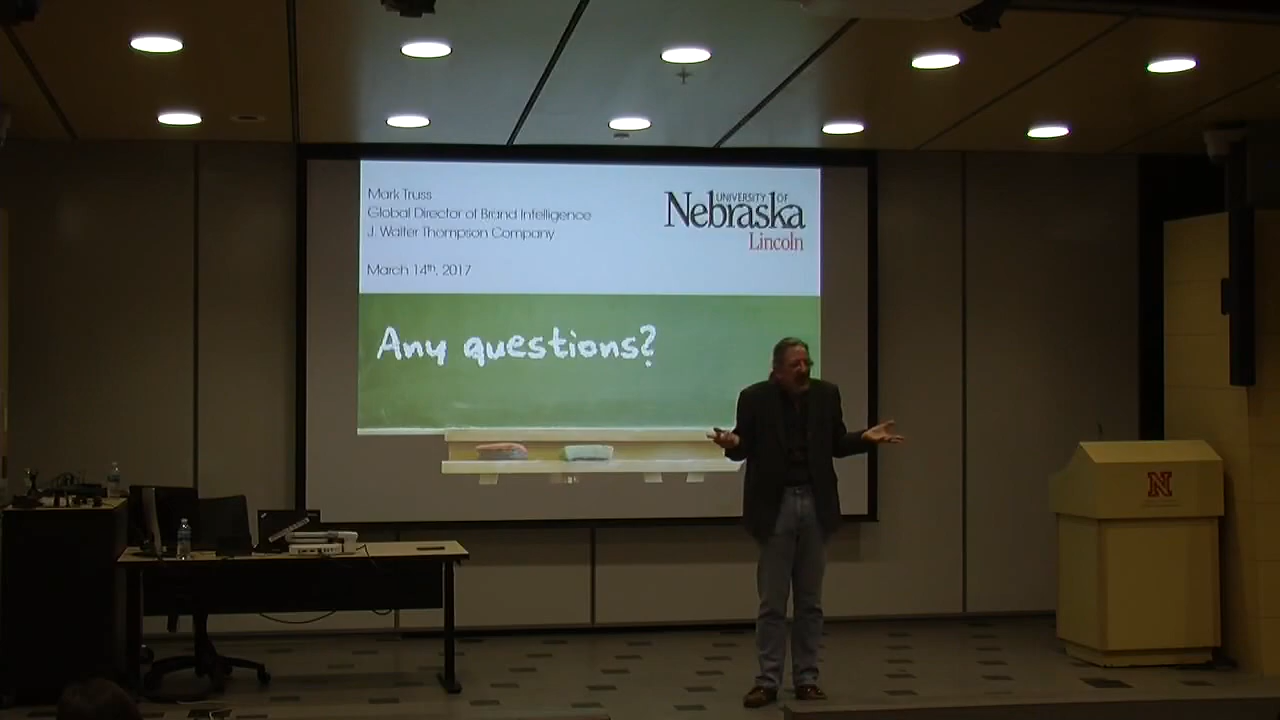 Mark Truss
Global Director of Brand Intelligence
J. Walter Thompson Company
March 14th, 2017
UNIVERSITY OF
Nebraska
Lincoln
Any questions?
N